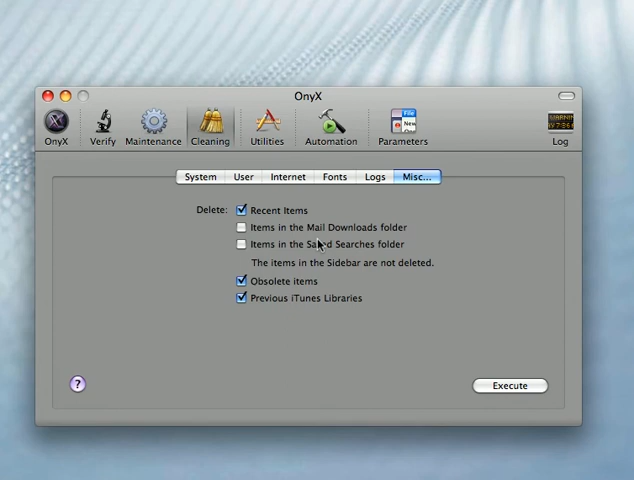 OnyX
OnyX Verify Maintenance Cleaning Utilities Automation Parameters Log
System User Internet Fonts Logs Misc...
Delete: Recent Items
Items in the Mail Downloads folder
Items in the Saved Searches folder
The items in the Sidebar are not deleted.
Obsolete items
Previous iTunes Libraries
? Execute